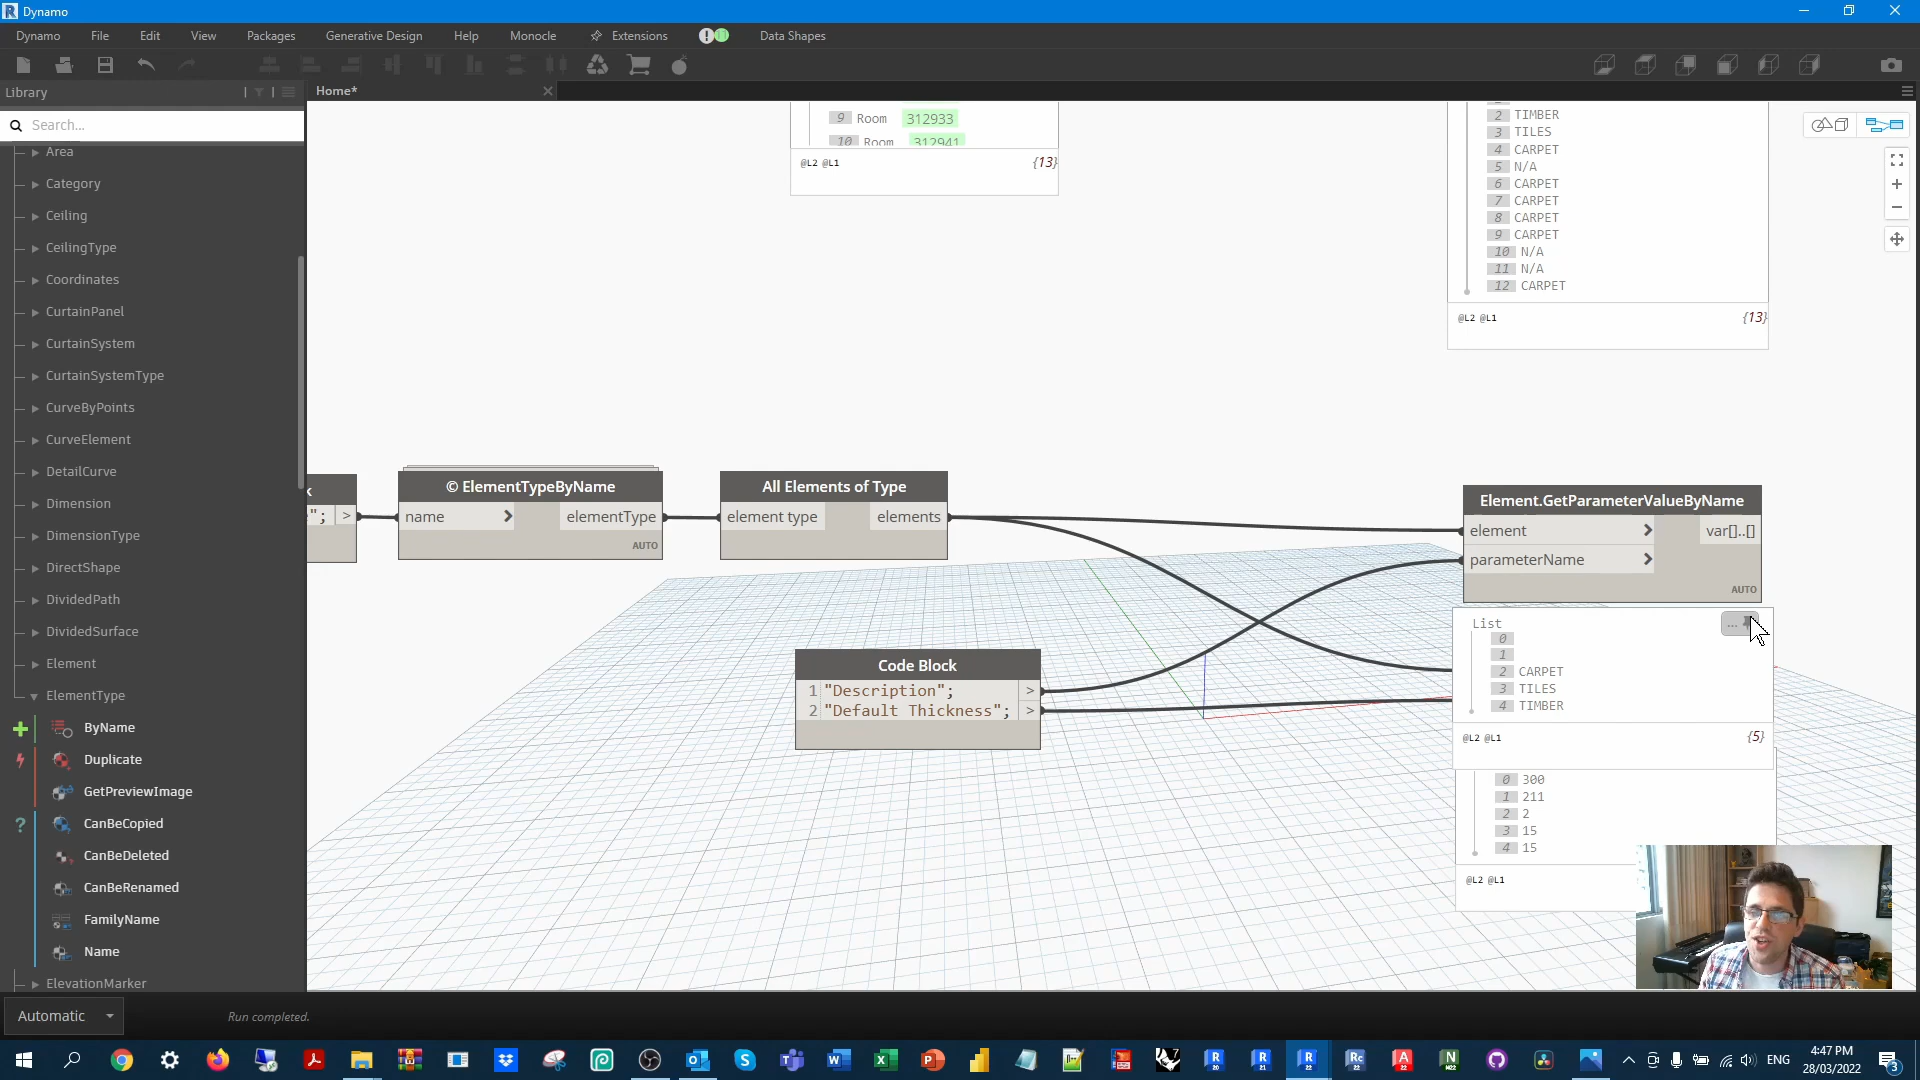 Dynamo
Dynamo File Edit View Packages Generative Design Help Monocle Extensions Data Shapes
Library
Home*
Search...
Area
Category
Ceiling
CeilingType
Coordinates
CurtainPanel
CurtainSystem
CurtainSystemType
CurveByPoints
CurveElement
DetailCurve
Dimension
DimensionType
DirectShape
DividedPath
DividedSurface
Element
ElementType
ByName
Duplicate
GetPreviewImage
CanBeCopied
CanBeDeleted
CanBeRenamed
FamilyName
Name
ElevationMarker
9 Room 312933
10 Room 312941
@L2 @L1 {13}
2 TIMBER
3 TILES
4 CARPET
5 N/A
6 CARPET
7 CARPET
8 CARPET
9 CARPET
10 N/A
11 N/A
12 CARPET
@L2 @L1 {13}
"; >
© ElementTypeByName
name > elementType
AUTO
All Elements of Type
element type elements
Code Block
1 "Description"; >
2 "Default Thickness"; >
Element.GetParameterValueByName
element > var[]..[]
parameterName >
AUTO
List
0
1
2 CARPET
3 TILES
4 TIMBER
@L2 @L1 {5}
0 300
1 211
2 2
3 15
4 15
@L2 @L1
Automatic
Run completed.
ENG
4:47 PM
28/03/2022
3